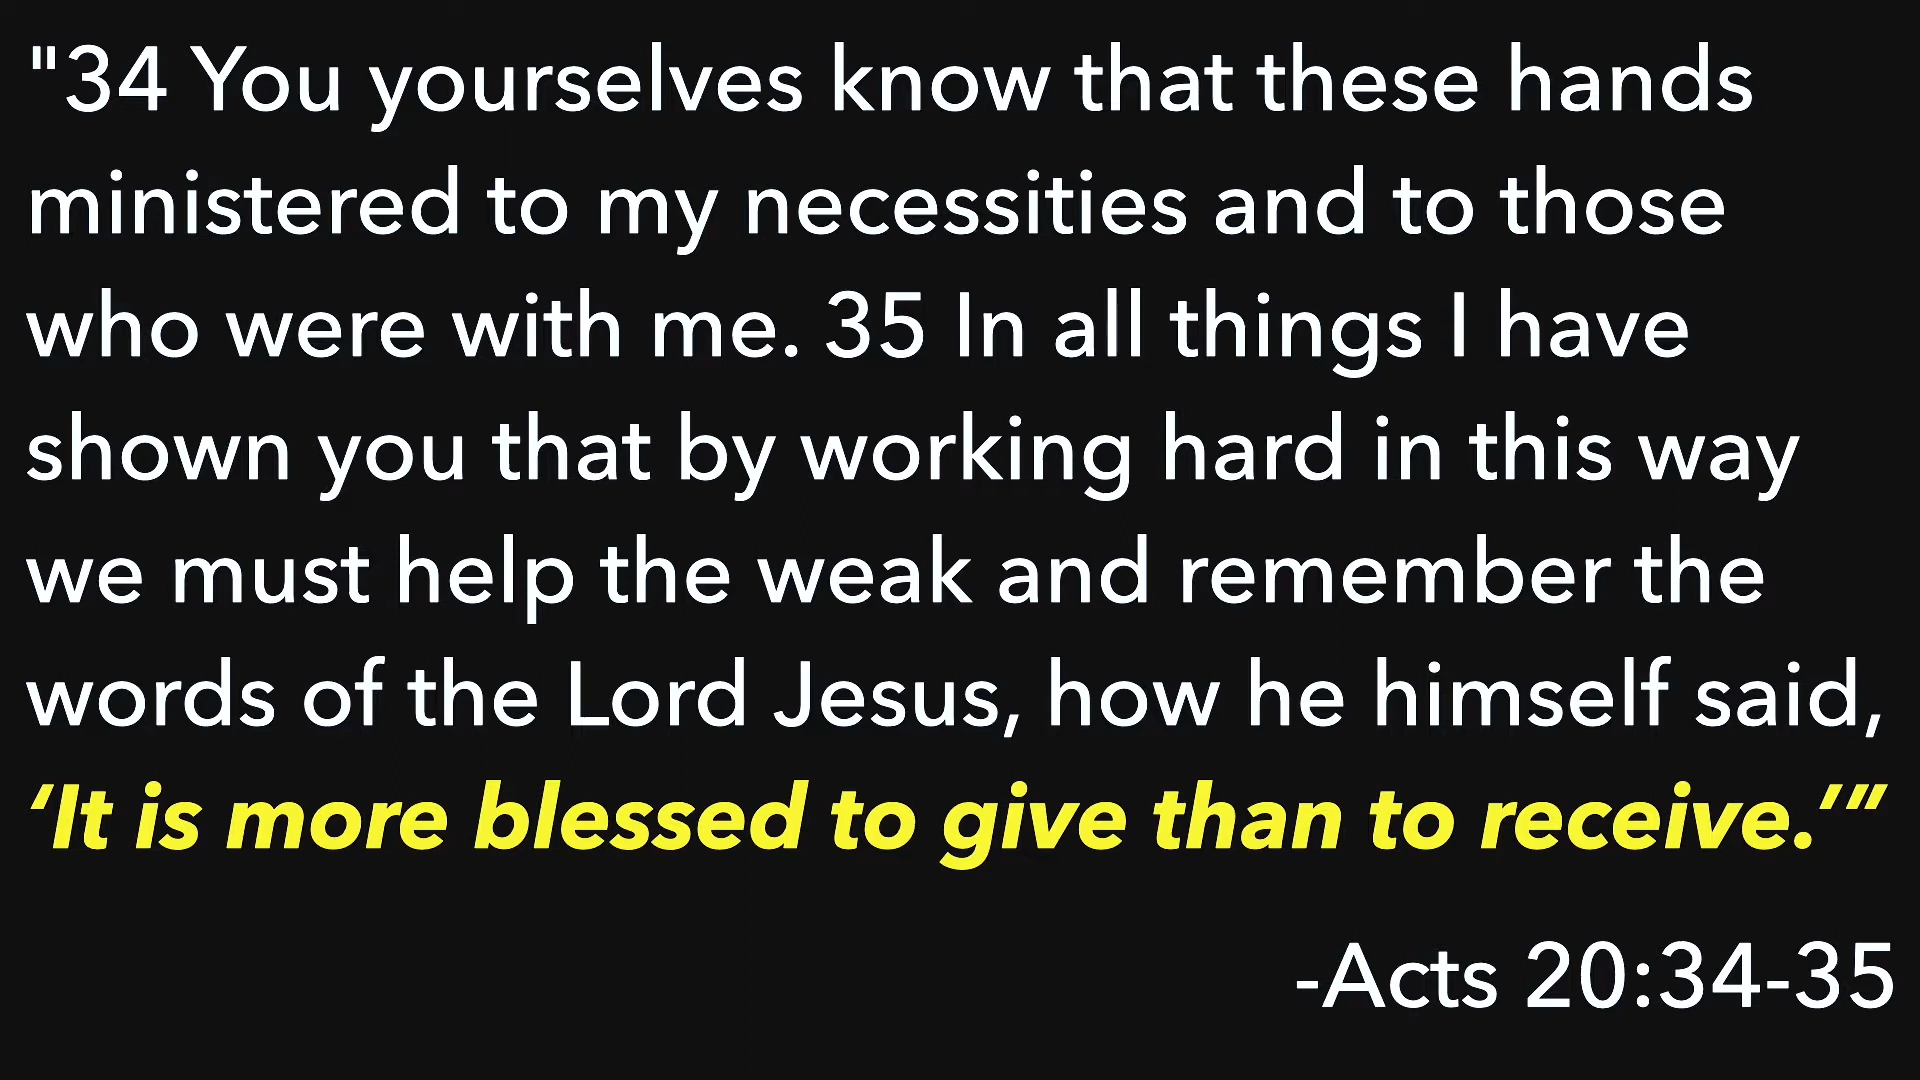 "34 You yourselves know that these hands
ministered to my necessities and to those
who were with me. 35 In all things I have
shown you that by working hard in this way
we must help the weak and remember the
words of the Lord Jesus, how he himself said,
‘It is more blessed to give than to receive.’”
-Acts 20:34-35